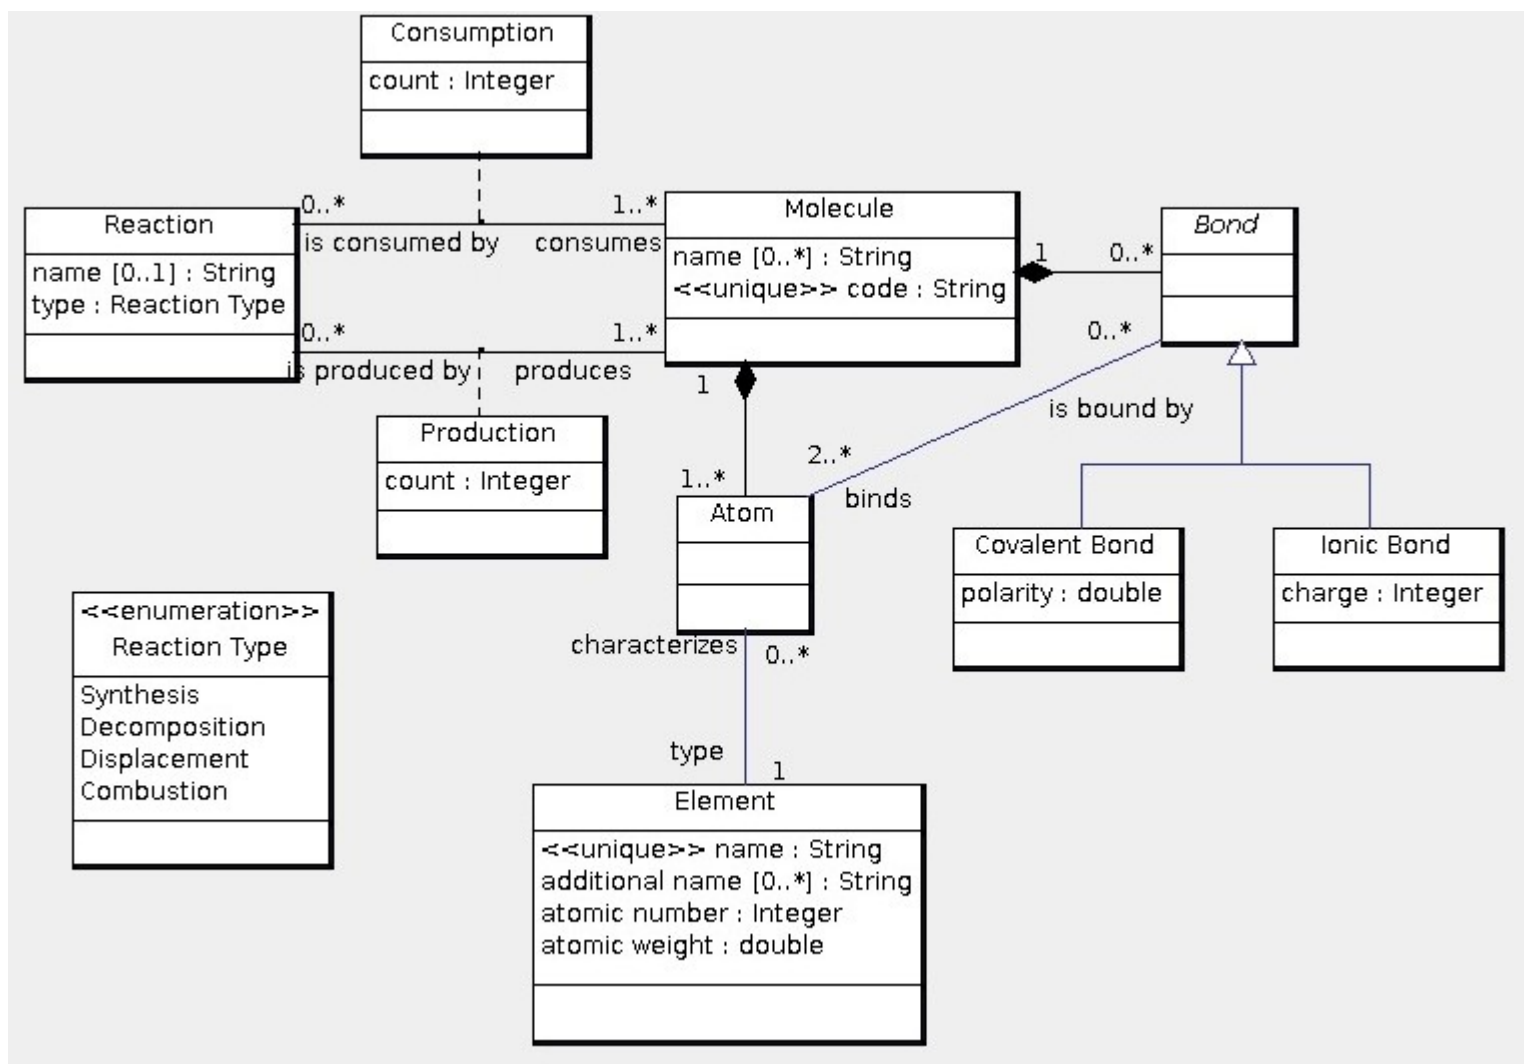 Consumption
count : Integer
Reaction
name [0..1] : String
type : Reaction Type
0..*
1..*
is consumed by
consumes
0..*
1..*
is produced by
produces
Molecule
name [0..*] : String
<<unique>> code : String
1
0..*
Bond
0..*
is bound by
2..*
binds
1
1..*
Production
count : Integer
Atom
Covalent Bond
polarity : double
Ionic Bond
charge : Integer
<<enumeration>>
Reaction Type
Synthesis
Decomposition
Displacement
Combustion
characterizes
0..*
type
1
Element
<<unique>> name : String
additional name [0..*] : String
atomic number : Integer
atomic weight : double